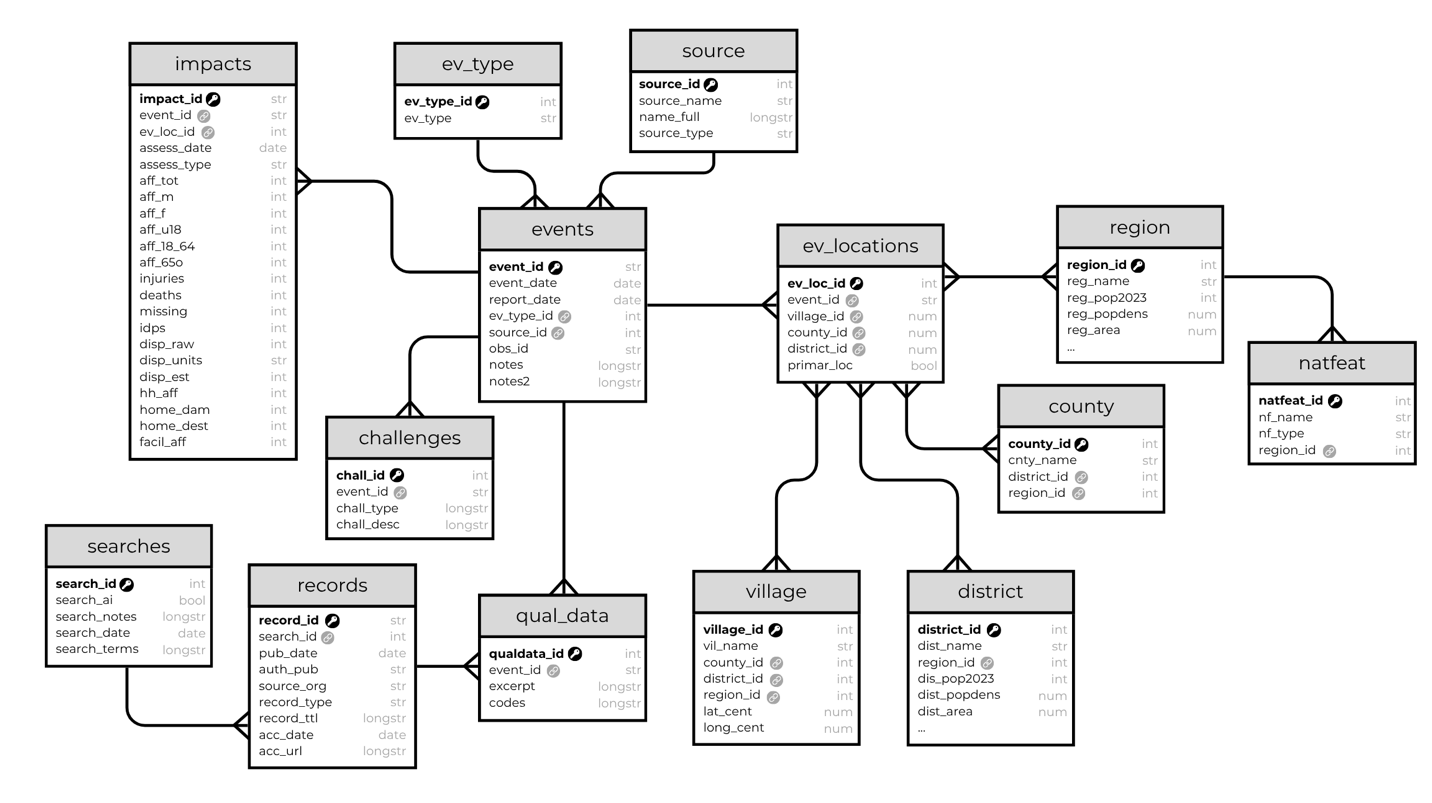 impacts
impact_id str
event_id str
ev_loc_id int
assess_date date
assess_type str
aff_tot int
aff_m int
aff_f int
aff_u18 int
aff_18_64 int
aff_65o int
injuries int
deaths int
missing int
idps int
disp_raw int
disp_units str
disp_est int
hh_aff int
home_dam int
home_dest int
facil_aff int
ev_type
ev_type_id int
ev_type str
source
source_id int
source_name str
name_full longstr
source_type str
events
event_id str
event_date date
report_date date
ev_type_id int
source_id int
obs_id str
notes longstr
notes2 longstr
ev_locations
ev_loc_id int
event_id str
village_id num
county_id num
district_id num
primar_loc bool
region
region_id int
reg_name str
reg_pop2023 int
reg_popdens num
reg_area num
...
natfeat
natfeat_id int
nf_name str
nf_type str
region_id int
county
county_id int
cnty_name str
district_id int
region_id int
challenges
chall_id int
event_id str
chall_type longstr
chall_desc longstr
searches
search_id int
search_ai bool
search_notes longstr
search_date date
search_terms longstr
records
record_id str
search_id int
pub_date date
auth_pub str
source_org str
record_type str
record_ttl longstr
acc_date date
acc_url longstr
qual_data
qualdata_id int
event_id str
excerpt longstr
codes longstr
village
village_id int
vil_name str
county_id int
district_id int
region_id int
lat_cent num
long_cent num
district
district_id int
dist_name str
region_id int
dis_pop2023 int
dist_popdens num
dist_area num
...